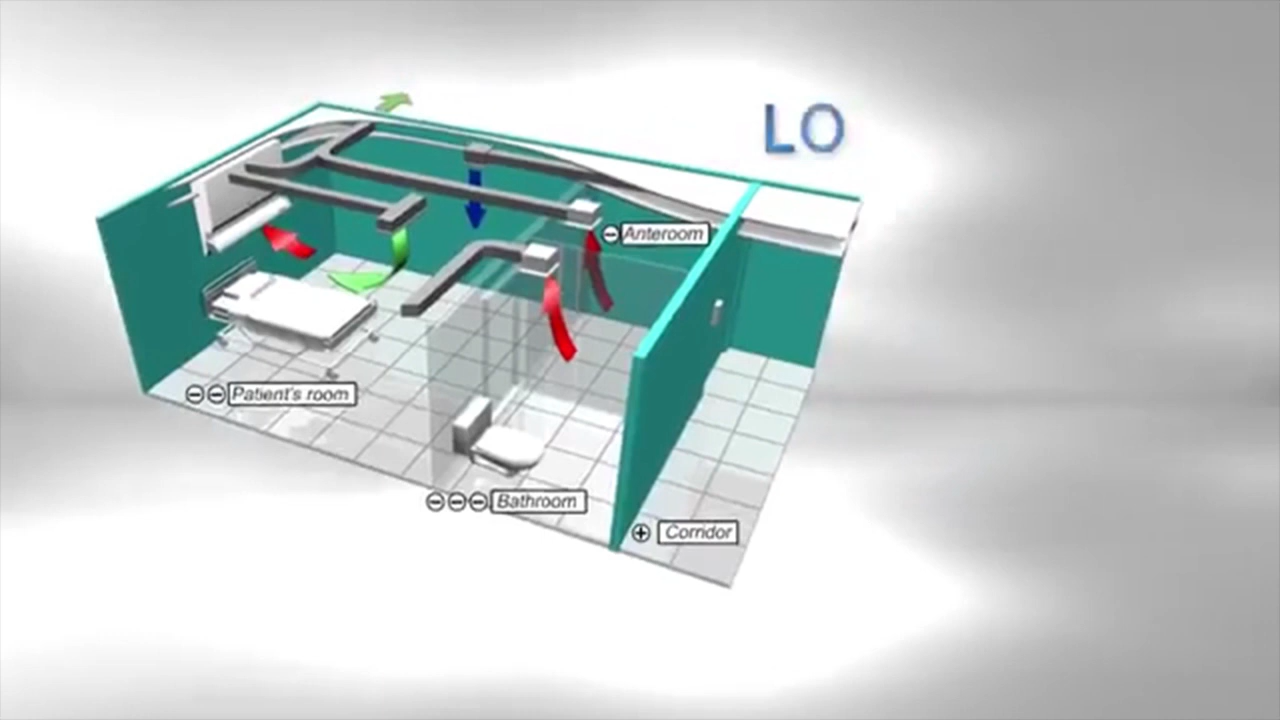 LO
⊖ Anteroom
⊖⊖ Patient's room
⊖⊖⊖ Bathroom
⊕ Corridor